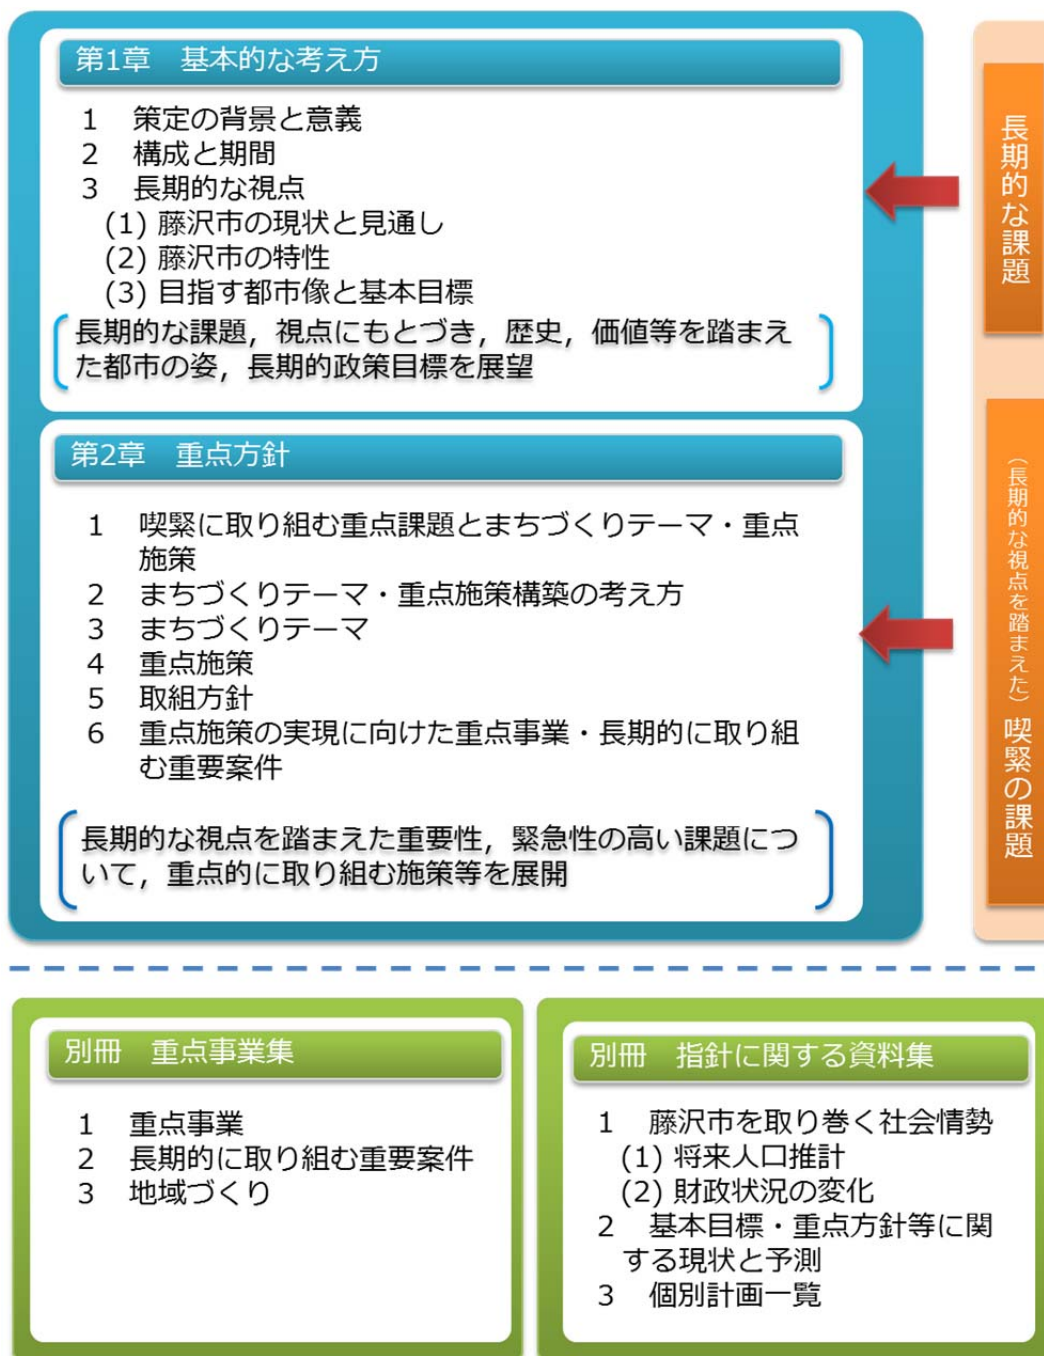 第1章　基本的な考え方
1　策定の背景と意義
2　構成と期間
3　長期的な視点
(1) 藤沢市の現状と見通し
(2) 藤沢市の特性
(3) 目指す都市像と基本目標
長期的な課題，視点にもとづき，歴史，価値等を踏まえ
た都市の姿，長期的政策目標を展望
長期的な課題
第2章　重点方針
1　喫緊に取り組む重点課題とまちづくりテーマ・重点
施策
2　まちづくりテーマ・重点施策構築の考え方
3　まちづくりテーマ
4　重点施策
5　取組方針
6　重点施策の実現に向けた重点事業・長期的に取り組
む重要案件
長期的な視点を踏まえた重要性，緊急性の高い課題につ
いて，重点的に取り組む施策等を展開
（長期的な視点を踏まえた）喫緊の課題
別冊　重点事業集
1　重点事業
2　長期的に取り組む重要案件
3　地域づくり
別冊　指針に関する資料集
1　藤沢市を取り巻く社会情勢
(1) 将来人口推計
(2) 財政状況の変化
2　基本目標・重点方針等に関
する現状と予測
3　個別計画一覧